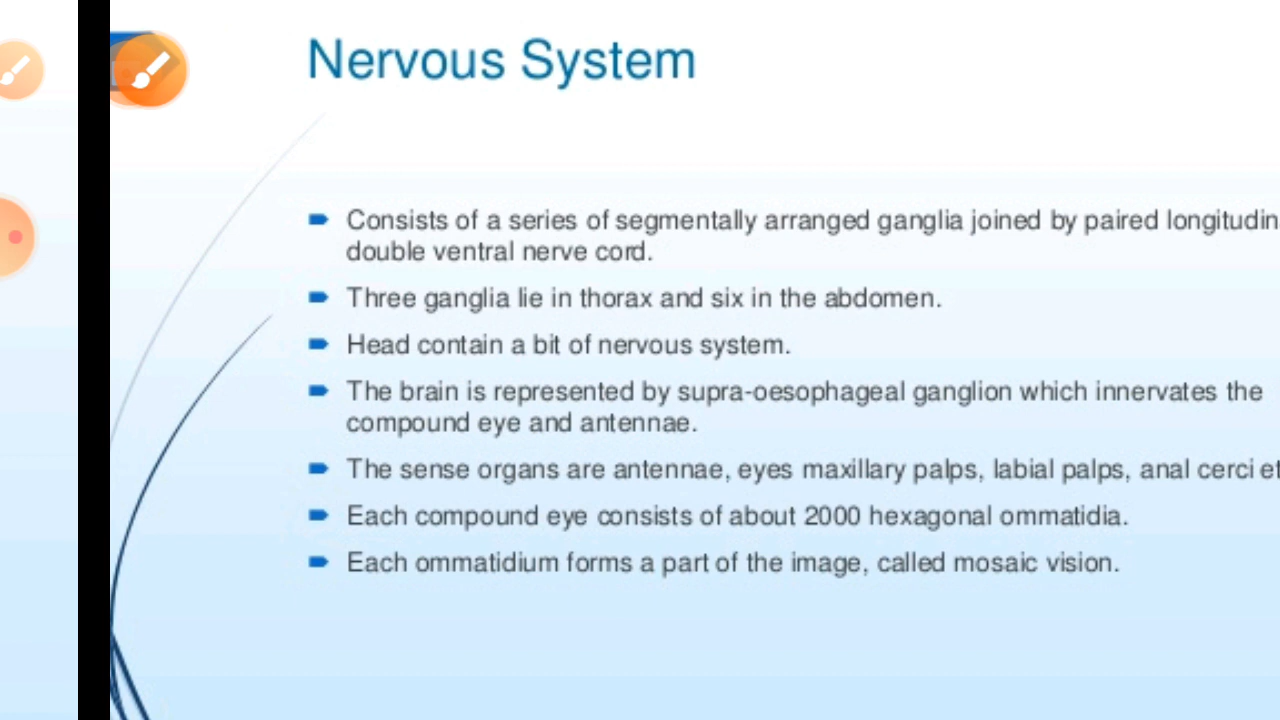 Nervous System
Consists of a series of segmentally arranged ganglia joined by paired
double ventral nerve cord.
Three ganglia lie in thorax and six in the abdomen.
Head contain a bit of nervous system.
The brain is represented by supra-oesophageal ganglion which innervates the
compound eye and antennae.
The sense organs are antennae, eyes maxillary palps, labial palps, anal cerci
Each compound eye consists of about 2000 hexagonal ommatidia.
Each ommatidium forms a part of the image, called mosaic vision.